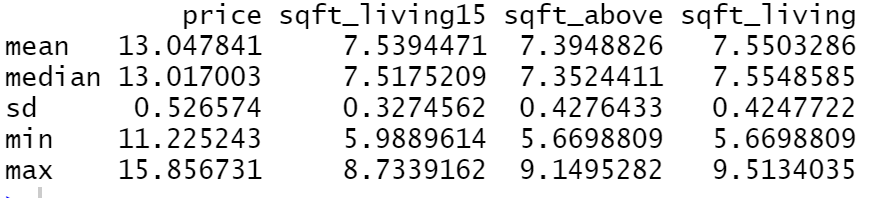 price sqft_living15 sqft_above sqft_living
mean 13.047841 7.5394471 7.3948826 7.5503286
median 13.017003 7.5175209 7.3524411 7.5548585
sd 0.526574 0.3274562 0.4276433 0.4247722
min 11.225243 5.9889614 5.6698809 5.6698809
max 15.856731 8.7339162 9.1495282 9.5134035